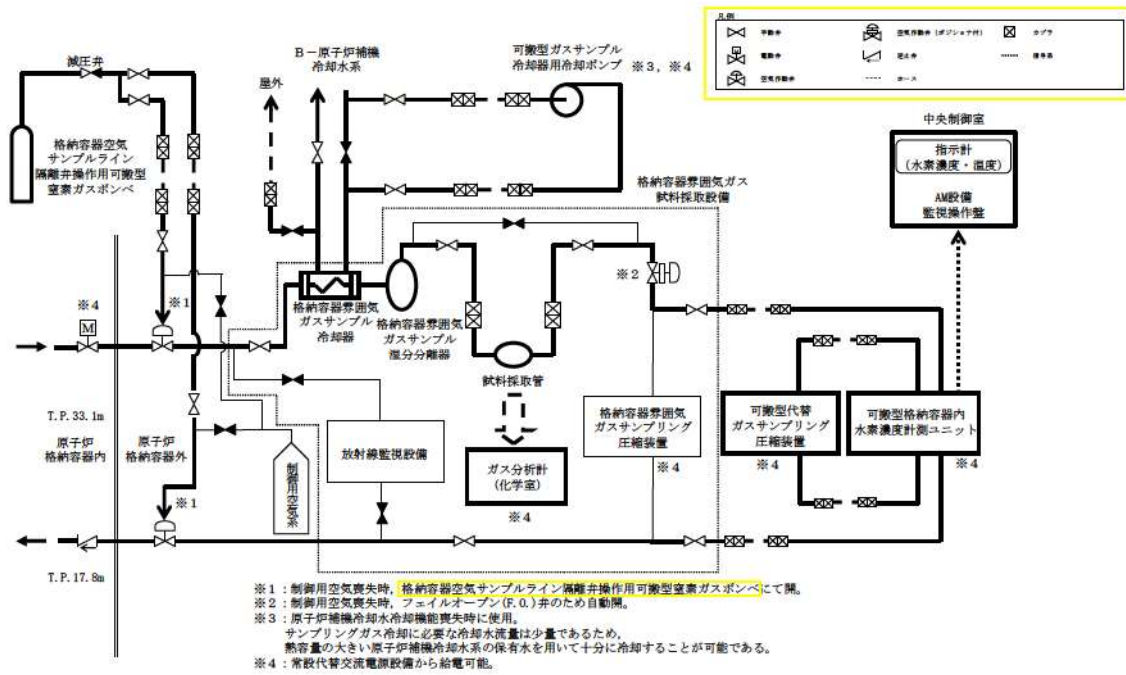 凡例
手動弁
空気作動弁（ポジショナ付）
カプラ
電動弁
逆止弁
信号系
空気作動弁
ホース
減圧弁
B－原子炉補機
冷却水系
可搬型ガスサンプル
冷却器用冷却ポンプ
※３，※４
屋外
中央制御室
指示計
（水素濃度・温度）
AM設備
監視操作盤
格納容器空気
サンプルライン
隔離弁操作用可搬型
窒素ガスボンベ
格納容器雰囲気ガス
試料採取設備
※２
※４
※１
M
格納容器雰囲気
ガスサンプル
冷却器
格納容器雰囲気
ガスサンプル
湿分分離器
試料採取管
T.P.33.1m
原子炉
格納容器内
原子炉
格納容器外
放射線監視設備
ガス分析計
（化学室）
※４
格納容器雰囲気
ガスサンプリング
圧縮装置
※４
可搬型代替
ガスサンプリング
圧縮装置
※４
可搬型格納容器内
水素濃度計測ユニット
※４
制御用空気系
※１
T.P.17.8m
※１：制御用空気喪失時，格納容器空気サンプルライン隔離弁操作用可搬型窒素ガスボンベにて開。
※２：制御用空気喪失時，フェイルオープン(F.O.)弁のため自動開。
※３：原子炉補機冷却水冷却機能喪失時に使用。
サンプリングガス冷却に必要な冷却水流量は少量であるため，
熱容量の大きい原子炉補機冷却水系の保有水を用いて十分に冷却することが可能である。
※４：常設代替交流電源設備から給電可能。